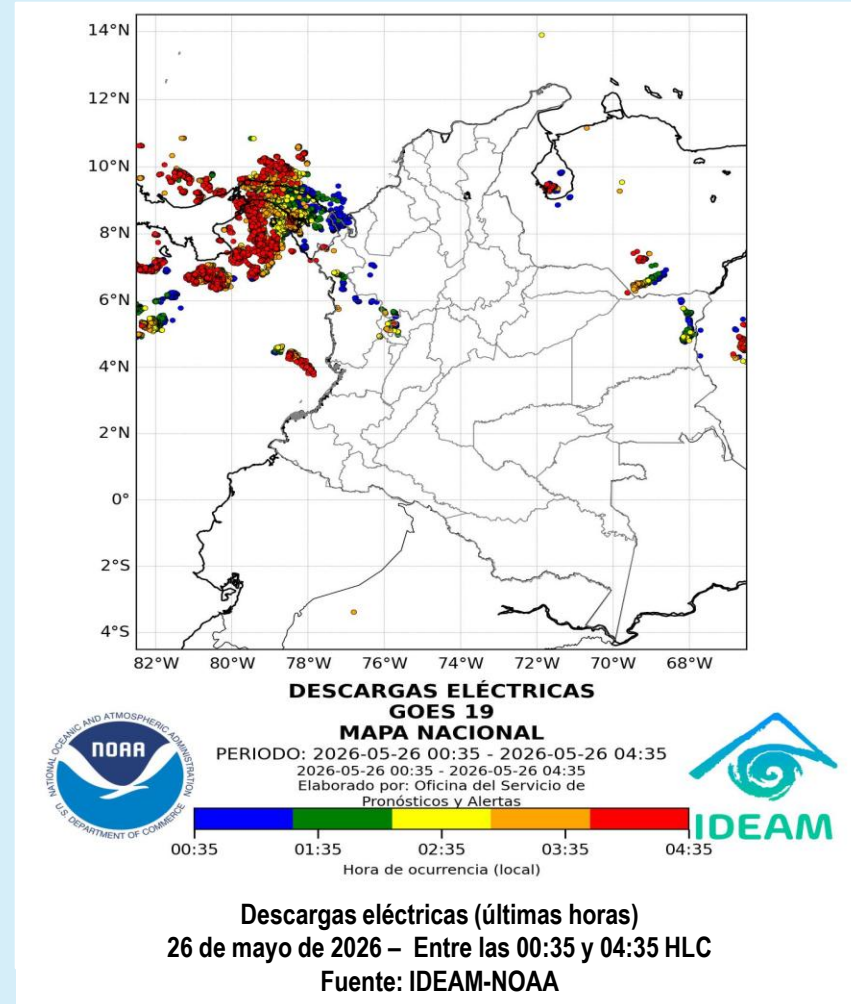 14°N
12°N
10°N
8°N
6°N
4°N
2°N
0°
2°S
4°S
82°W 80°W 78°W 76°W 74°W 72°W 70°W 68°W
DESCARGAS ELÉCTRICAS
GOES 19
MAPA NACIONAL
PERIODO: 2026-05-26 00:35 - 2026-05-26 04:35
2026-05-26 00:35 - 2026-05-26 04:35
Elaborado por: Oficina del Servicio de
Pronósticos y Alertas
NATIONAL OCEANIC AND ATMOSPHERIC ADMINISTRATION
NOAA
U.S. DEPARTMENT OF COMMERCE
IDEAM
00:35 01:35 02:35 03:35 04:35
Hora de ocurrencia (local)
Descargas eléctricas (últimas horas)
26 de mayo de 2026 – Entre las 00:35 y 04:35 HLC
Fuente: IDEAM-NOAA